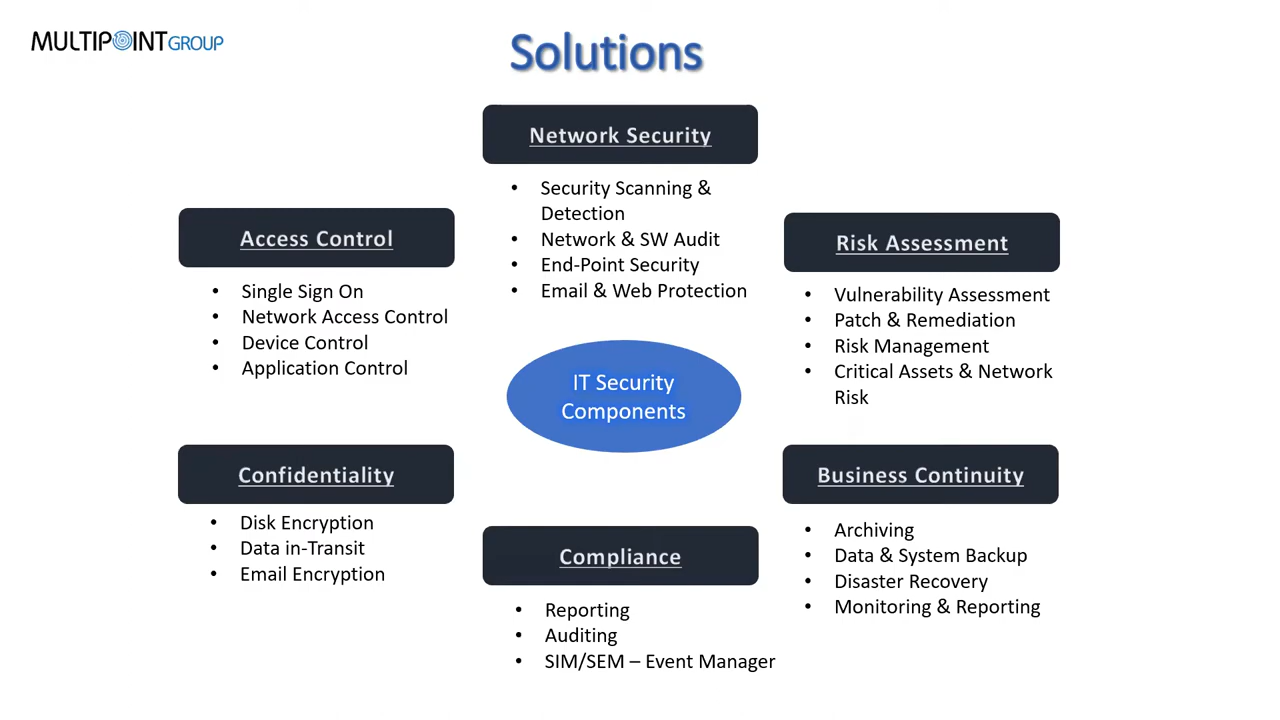 MULTIPOINT GROUP
Solutions
Network Security
• Security Scanning &
Detection
• Network & SW Audit
• End-Point Security
• Email & Web Protection
Access Control
• Single Sign On
• Network Access Control
• Device Control
• Application Control
Risk Assessment
• Vulnerability Assessment
• Patch & Remediation
• Risk Management
• Critical Assets & Network
Risk
IT Security
Components
Confidentiality
• Disk Encryption
• Data in-Transit
• Email Encryption
Business Continuity
• Archiving
• Data & System Backup
• Disaster Recovery
• Monitoring & Reporting
Compliance
• Reporting
• Auditing
• SIM/SEM – Event Manager